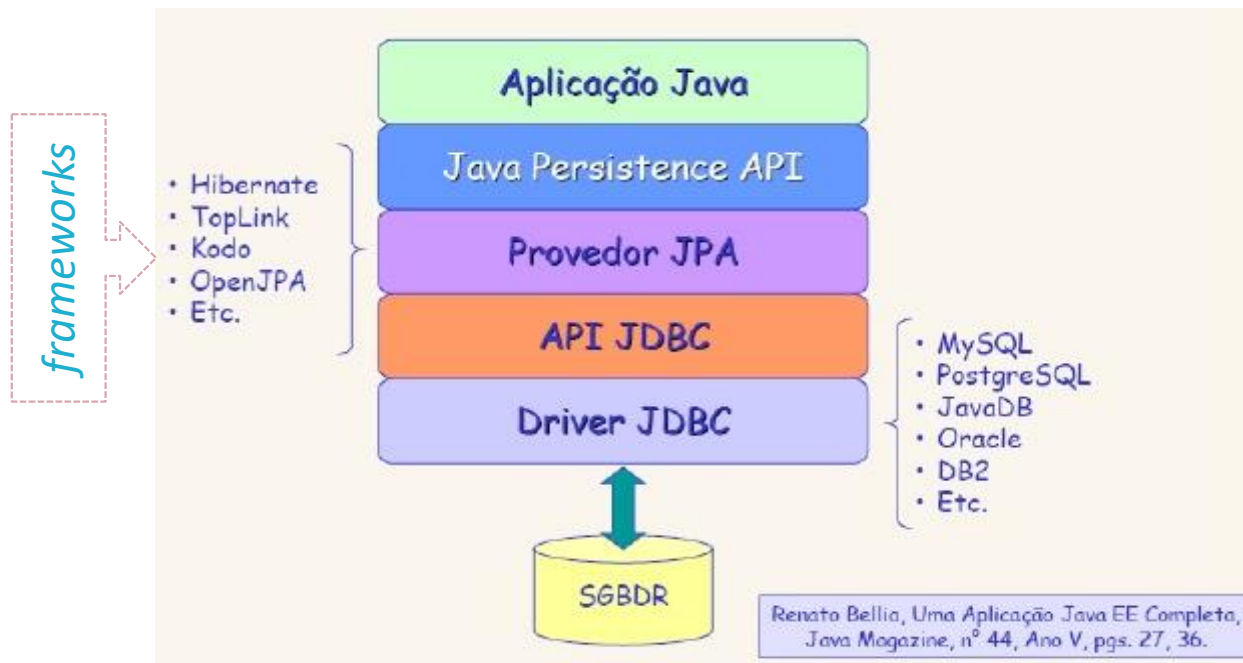 frameworks
• Hibernate
• TopLink
• Kodo
• OpenJPA
• Etc.
Aplicação Java
Java Persistence API
Provedor JPA
API JDBC
Driver JDBC
• MySQL
• PostgreSQL
• JavaDB
• Oracle
• DB2
• Etc.
SGBDR
Renato Bellia, Uma Aplicação Java EE Completa,
Java Magazine, nº 44, Ano V, pgs. 27, 36.